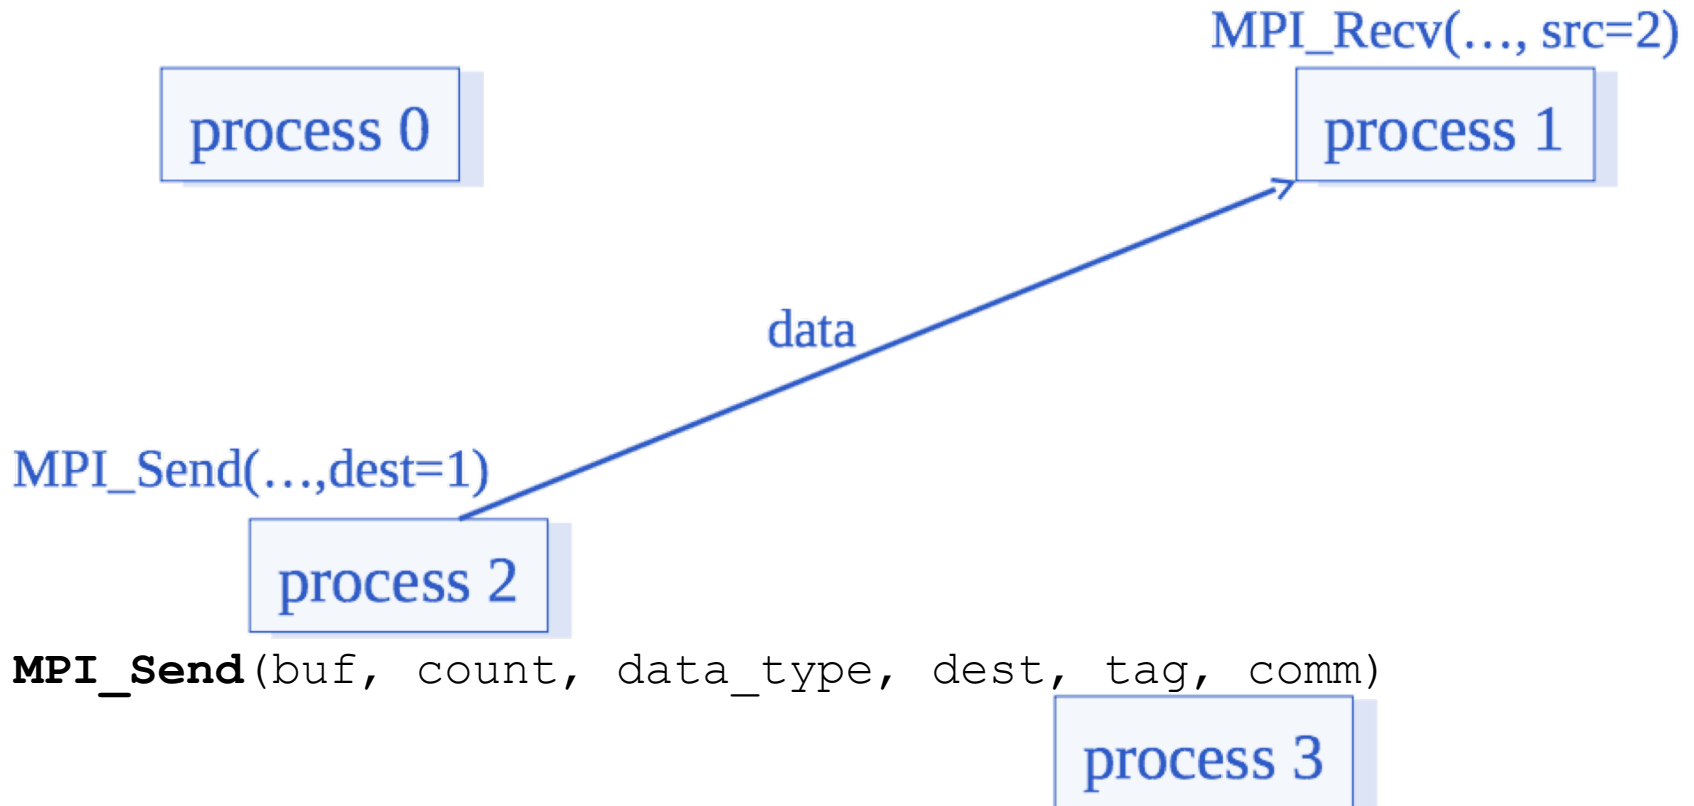 MPI_Recv(…, src=2)
process 0
process 1
data
MPI_Send(…,dest=1)
process 2
MPI_Send(buf, count, data_type, dest, tag, comm)
process 3